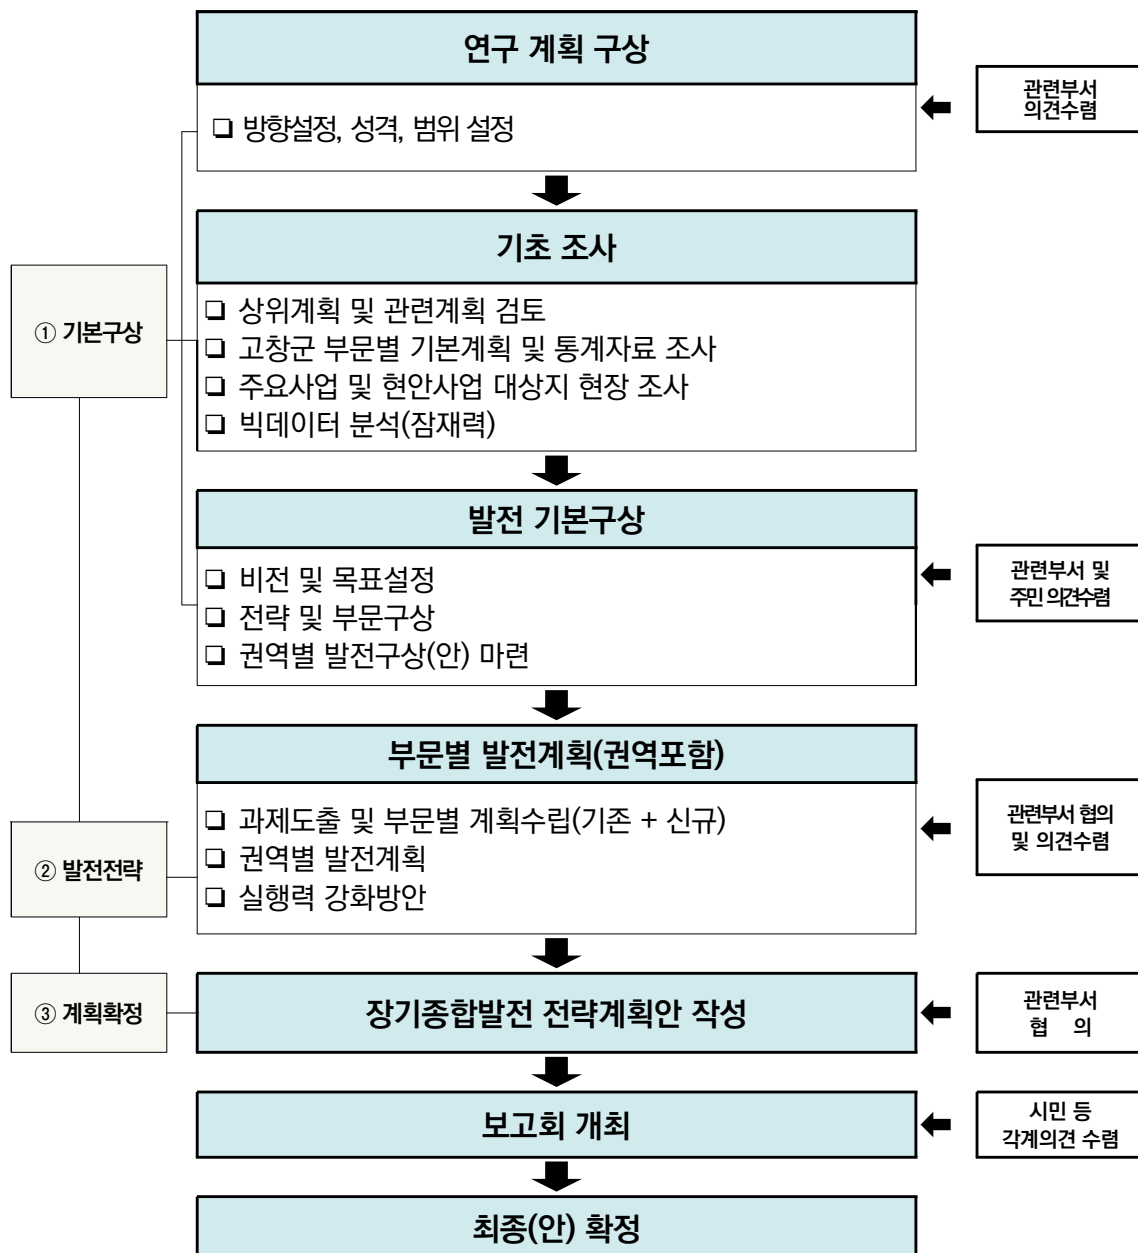 연구 계획 구상
❏ 방향설정, 성격, 범위 설정
관련부서
의견수렴
기초 조사
❏ 상위계획 및 관련계획 검토
❏ 고창군 부문별 기본계획 및 통계자료 조사
❏ 주요사업 및 현안사업 대상지 현장 조사
❏ 빅데이터 분석(잠재력)
① 기본구상
발전 기본구상
❏ 비전 및 목표설정
❏ 전략 및 부문구상
❏ 권역별 발전구상(안) 마련
관련부서 및
주민 의견수렴
부문별 발전계획(권역포함)
❏ 과제도출 및 부문별 계획수립(기존 + 신규)
❏ 권역별 발전계획
❏ 실행력 강화방안
관련부서 협의
및 의견수렴
② 발전전략
③ 계획확정
장기종합발전 전략계획안 작성
관련부서
협 의
보고회 개최
시민 등
각계의견 수렴
최종(안) 확정